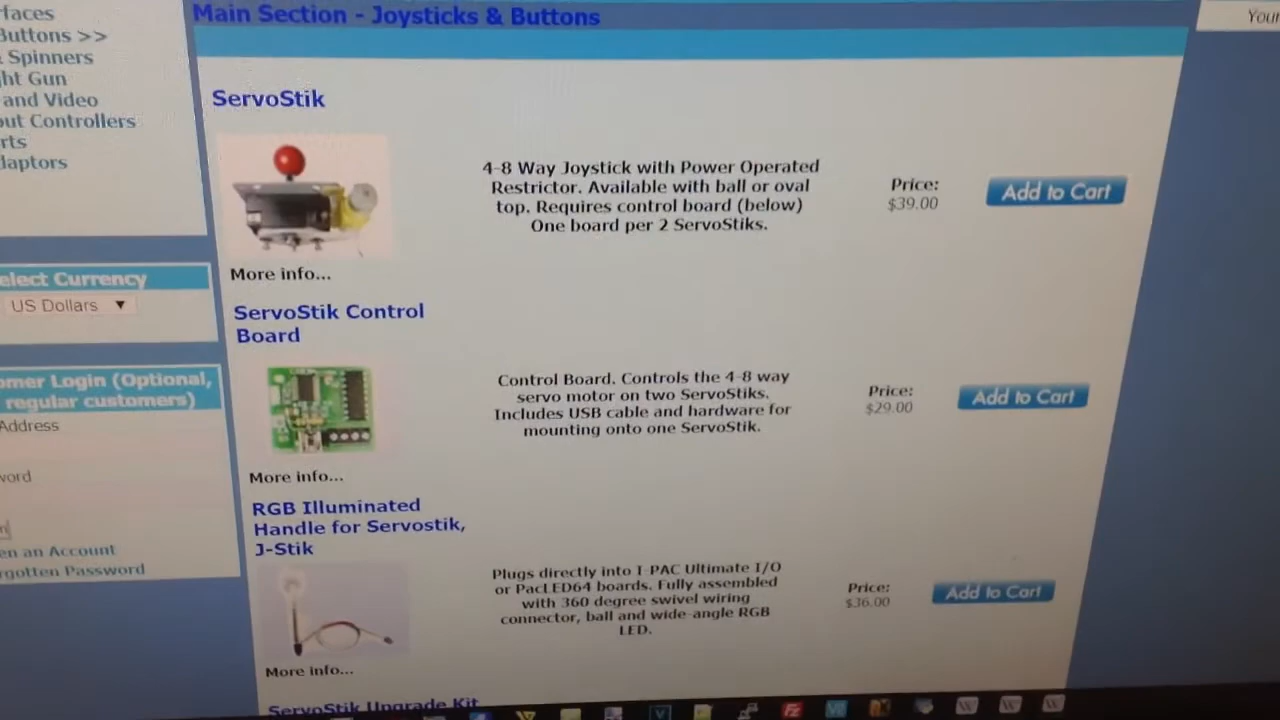 Main Section - Joysticks & Buttons
Your
rfaces
Buttons >>
& Spinners
ght Gun
and Video
out Controllers
rts
daptors
elect Currency
US Dollars
omer Login (Optional,
regular customers)
Address
word
en an Account
rgotten Password
ServoStik
4-8 Way Joystick with Power Operated
Restrictor. Available with ball or oval
top. Requires control board (below)
One board per 2 ServoStiks.
Price:
$39.00
Add to Cart
More info...
ServoStik Control
Board
Control Board. Controls the 4-8 way
servo motor on two ServoStiks.
Includes USB cable and hardware for
mounting onto one ServoStik.
Price:
$29.00
Add to Cart
More info...
RGB Illuminated
Handle for Servostik,
J-Stik
Plugs directly into I-PAC Ultimate I/O
or PacLED64 boards. Fully assembled
with 360 degree swivel wiring
connector, ball and wide-angle RGB
LED.
Price:
$36.00
Add to Cart
More info...
ServoStik Upgrade Kit